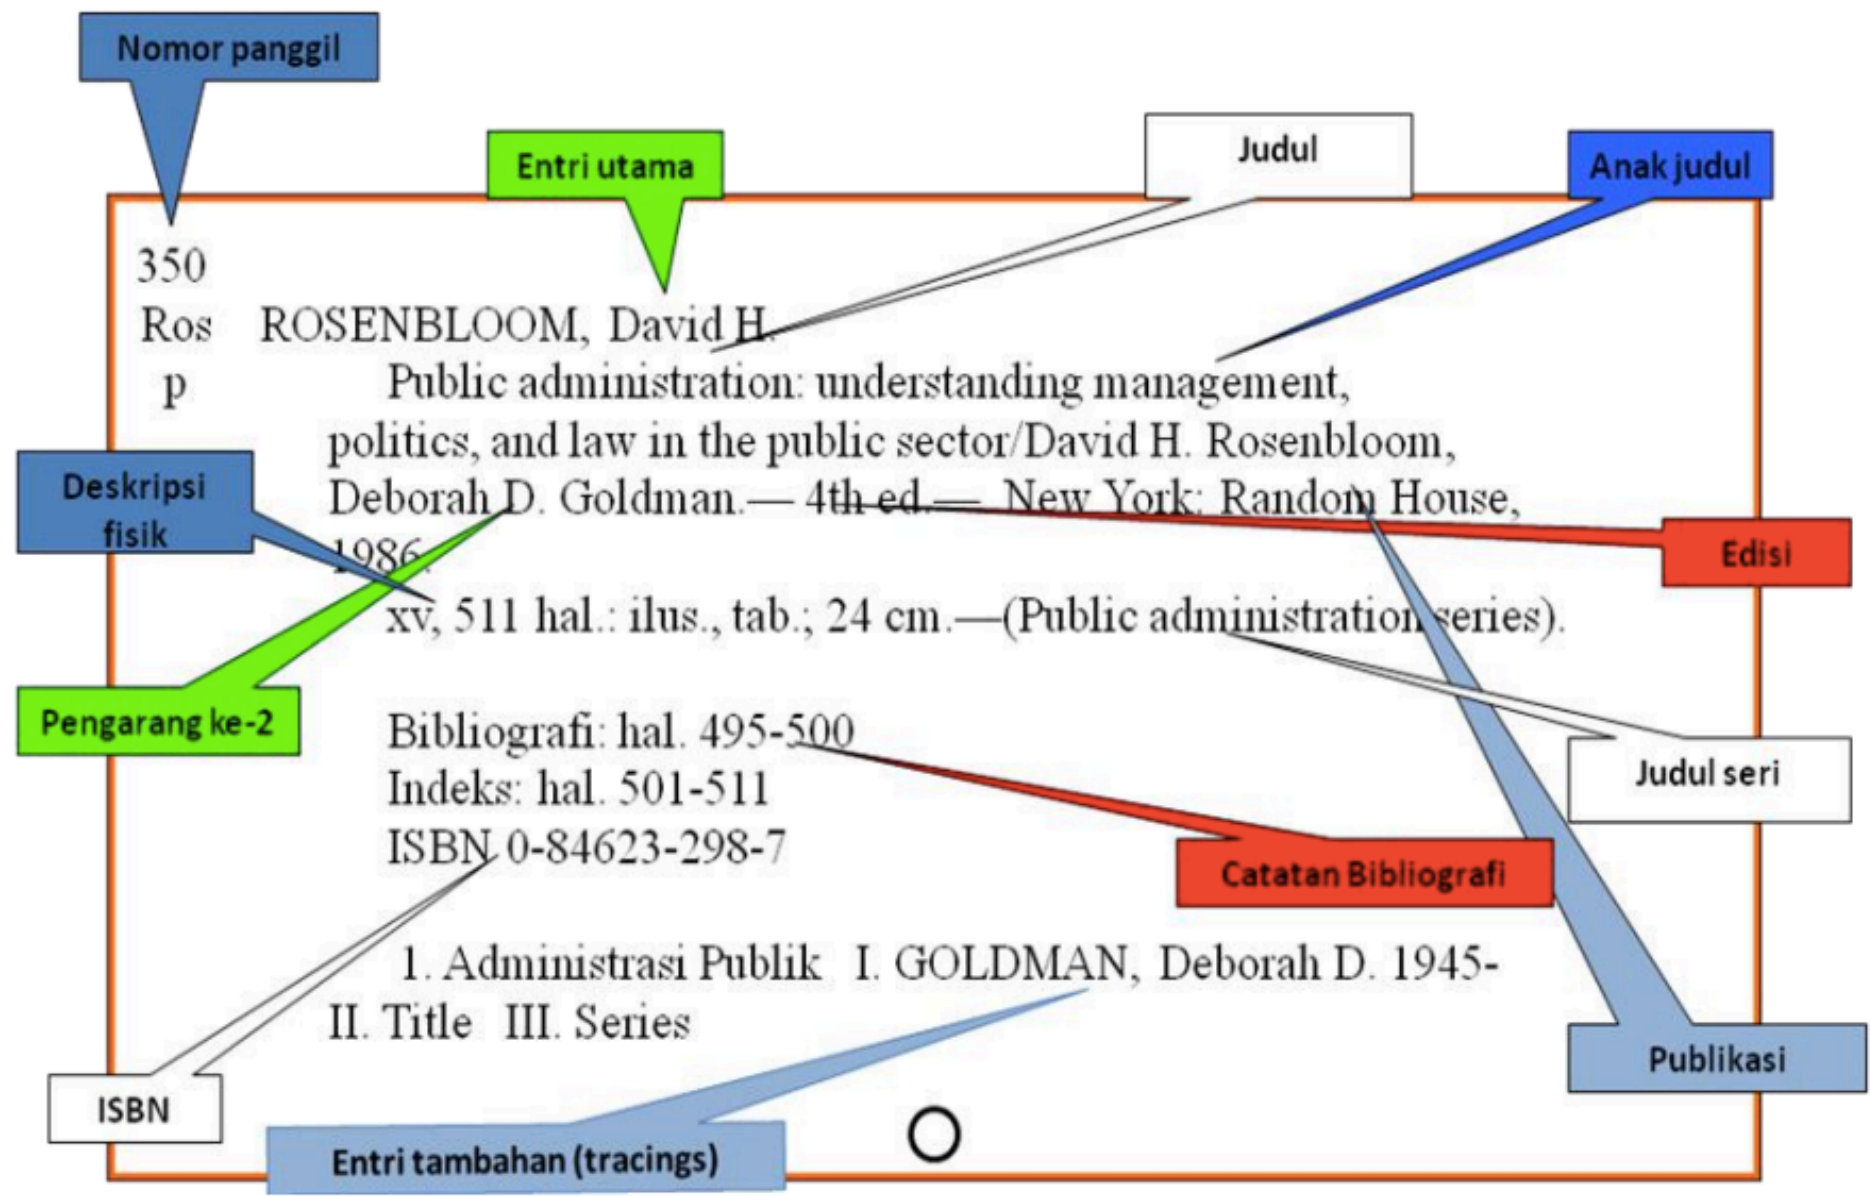 Nomor panggil
Entri utama
Judul
Anak judul
350
Ros ROSENBLOOM, David H.
p Public administration: understanding management,
politics, and law in the public sector/David H. Rosenbloom,
Deskripsi
fisik
Deborah D. Goldman.— 4th ed.— New York: Random House,
1986.
Edisi
xv, 511 hal.: ilus., tab.; 24 cm.—(Public administration series).
Pengarang ke-2
Bibliografi: hal. 495-500
Judul seri
Indeks: hal. 501-511
ISBN 0-84623-298-7
Catatan Bibliografi
1. Administrasi Publik I. GOLDMAN, Deborah D. 1945-
II. Title III. Series
Publikasi
ISBN
Entri tambahan (tracings)